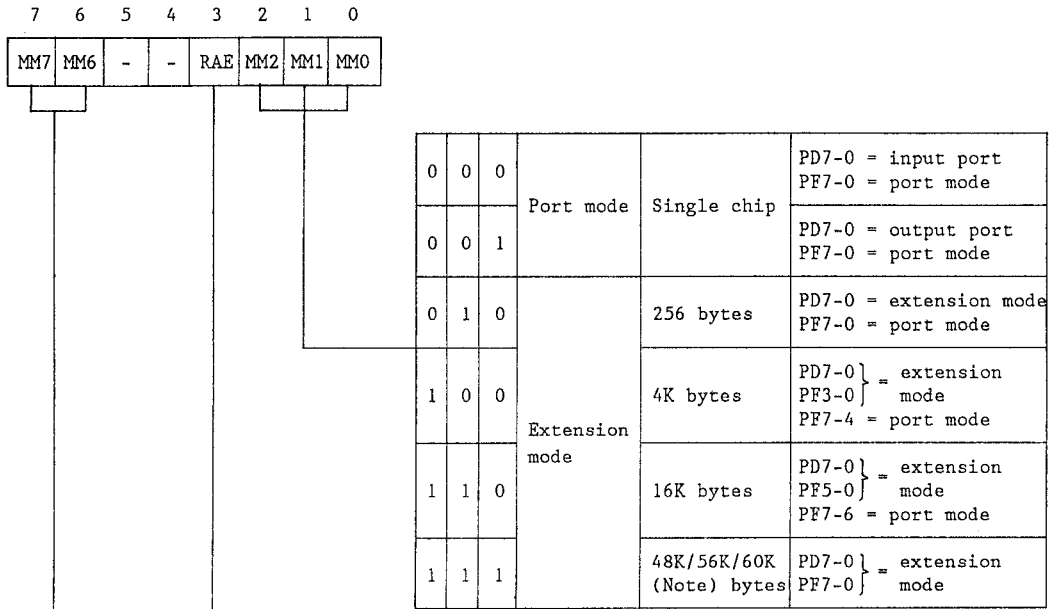 7 6 5 4 3 2 1 0
MM7 MM6 - - RAE MM2 MM1 MM0
0 0 0 Port mode Single chip PD7-0 = input port
PF7-0 = port mode
0 0 1 PD7-0 = output port
PF7-0 = port mode
0 1 0 Extension mode 256 bytes PD7-0 = extension mode
PF7-0 = port mode
1 0 0 4K bytes PD7-0 } = extension
PF3-0 } mode
PF7-4 = port mode
1 1 0 16K bytes PD7-0 } = extension
PF5-0 } mode
PF7-6 = port mode
1 1 1 48K/56K/60K (Note) bytes PD7-0 } = extension
PF7-0 } mode